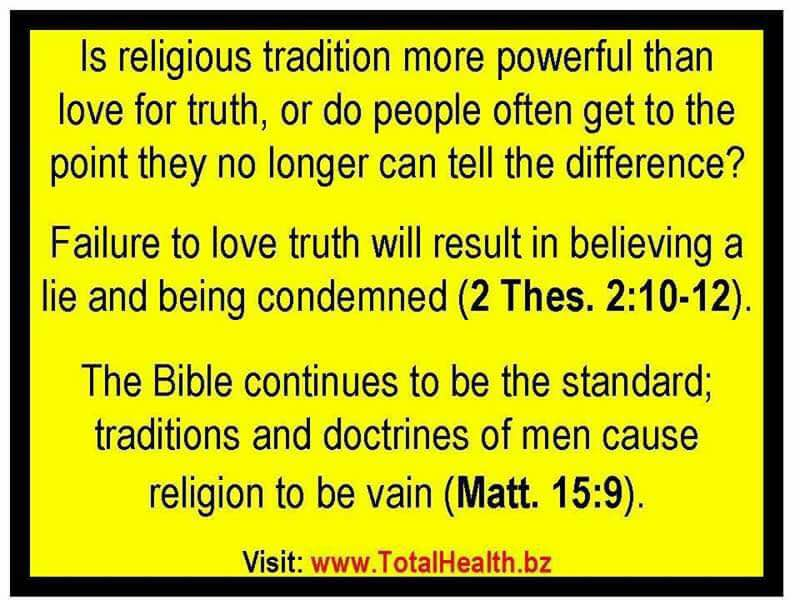 Is religious tradition more powerful than
love for truth, or do people often get to the
point they no longer can tell the difference?
Failure to love truth will result in believing a
lie and being condemned (2 Thes. 2:10-12).
The Bible continues to be the standard;
traditions and doctrines of men cause
religion to be vain (Matt. 15:9).
Visit: www.TotalHealth.bz